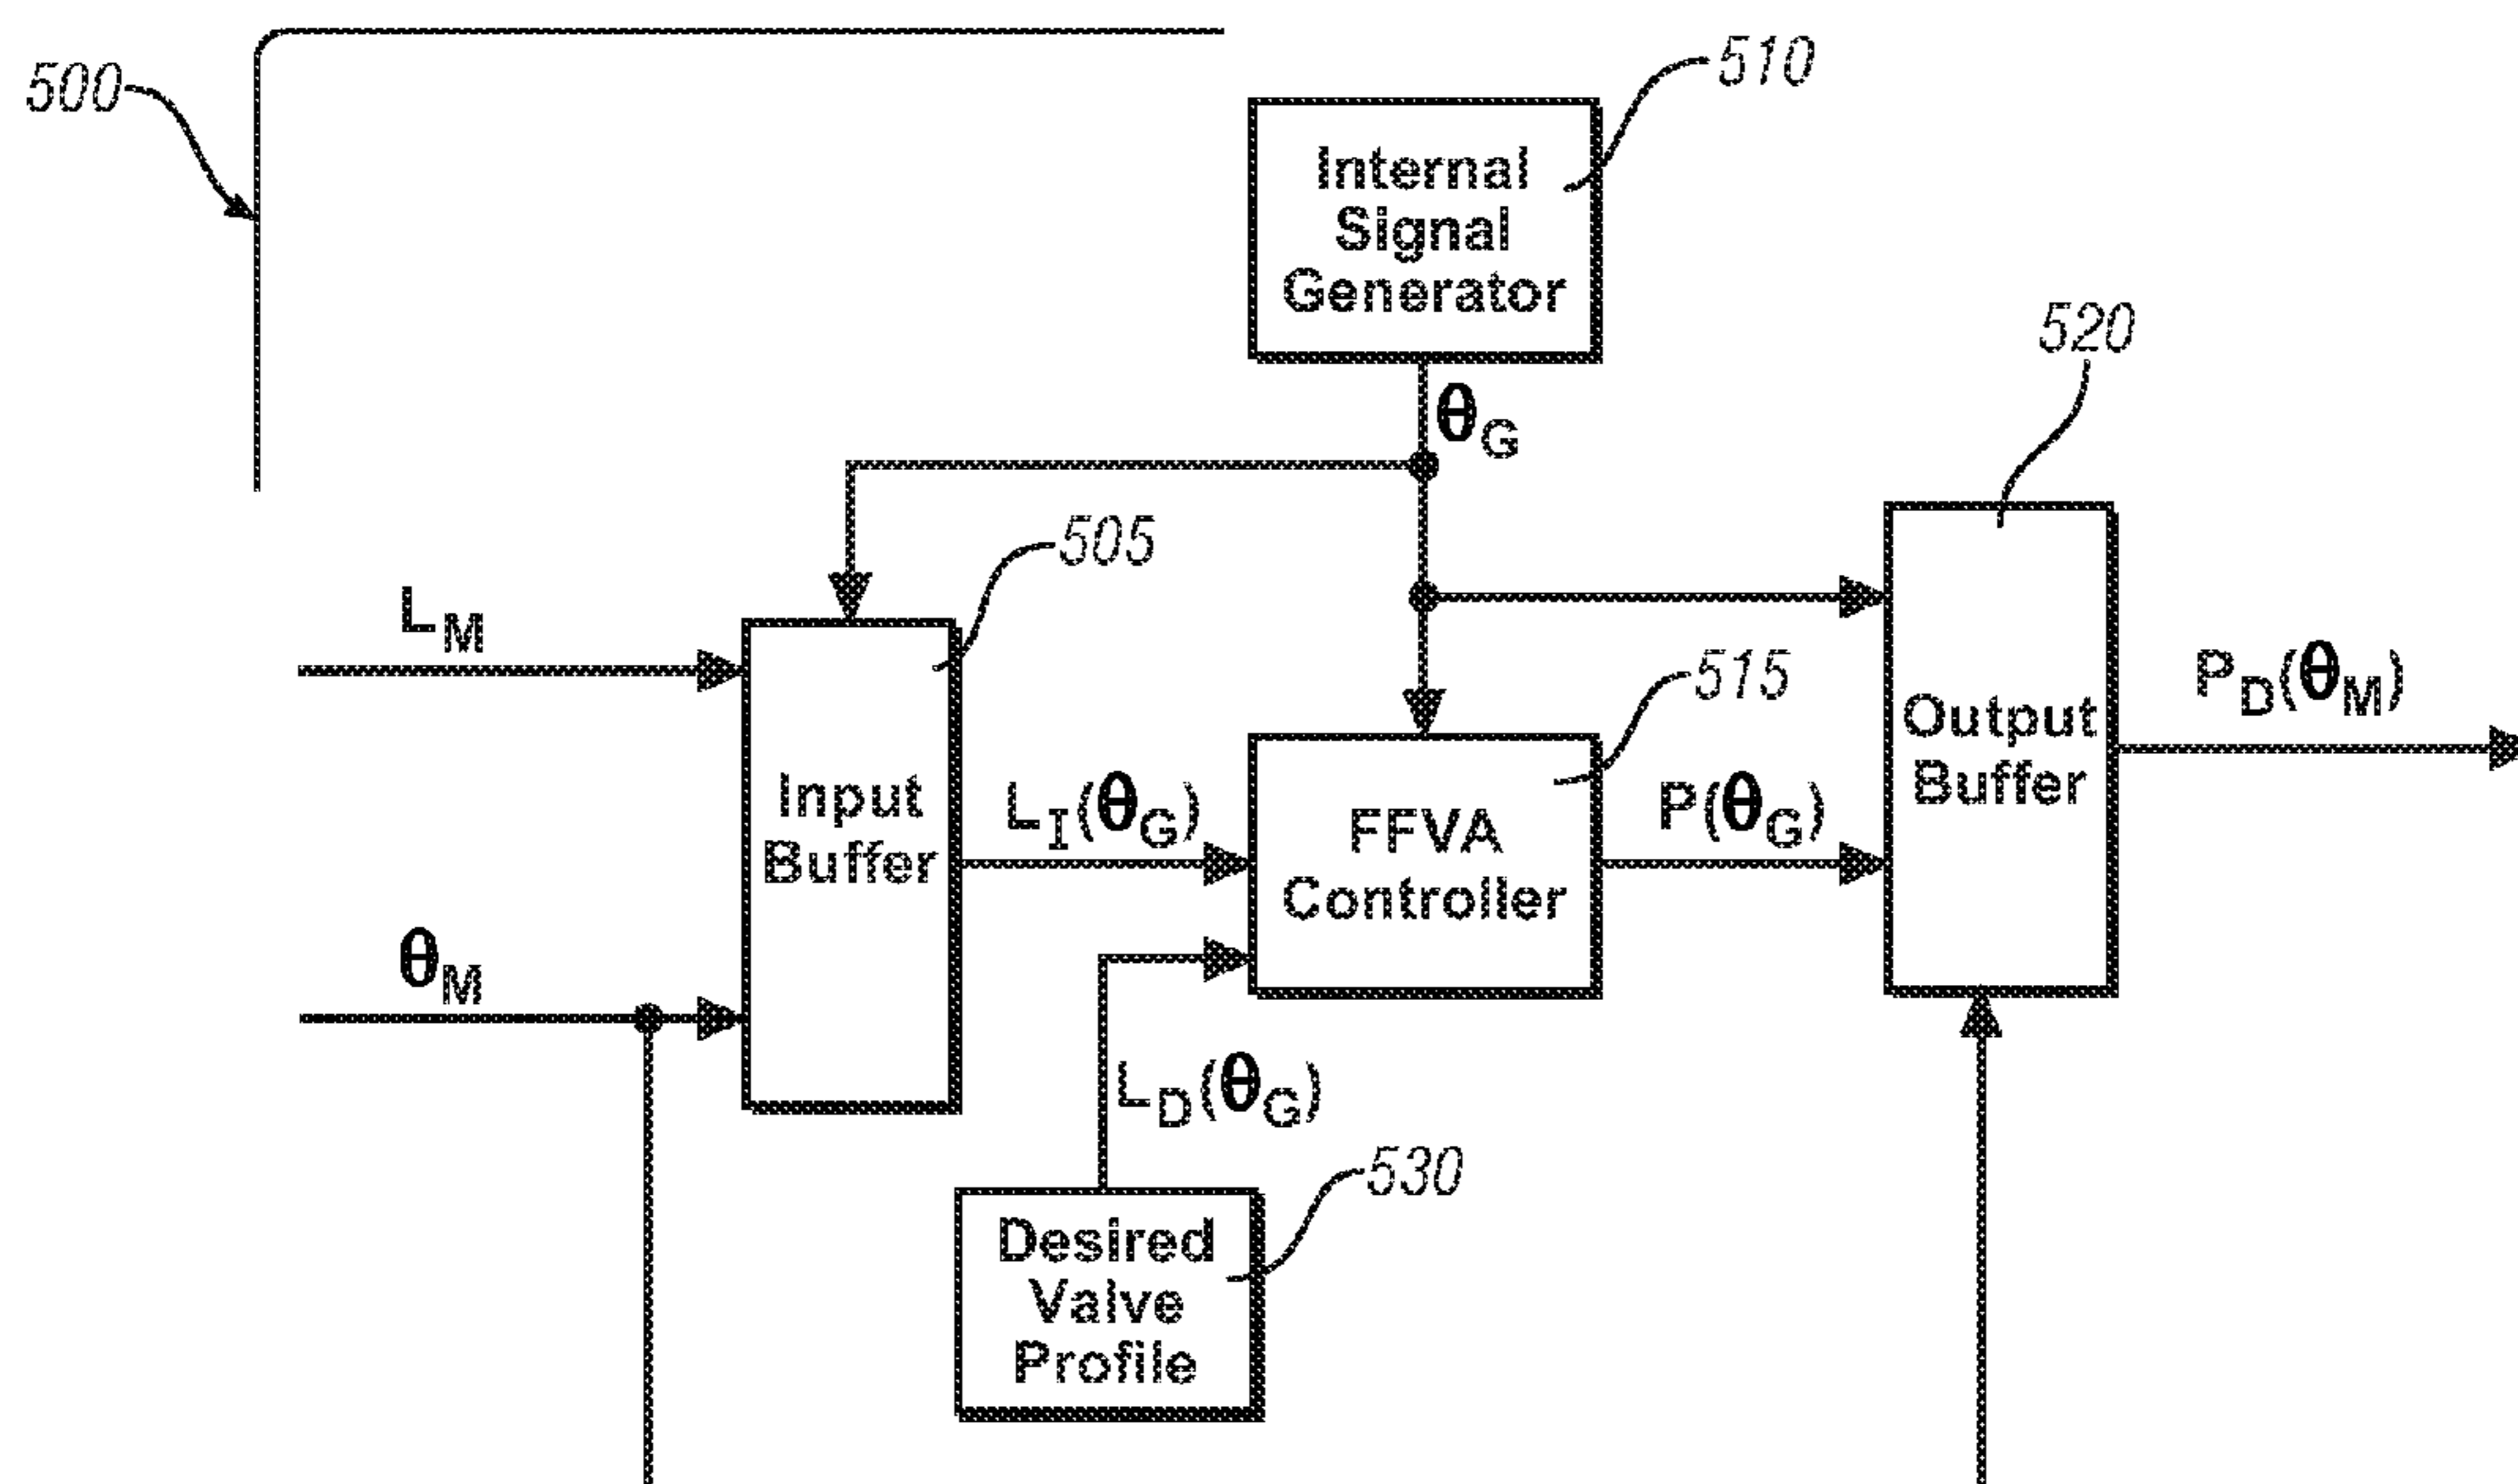 500
510
Internal
Signal
Generator
520
θG
505
LM
515
PD(θM)
Output
Buffer
Input
Buffer
LI(θG)
FFVA
Controller
P(θG)
θM
LD(θG)
530
Desired
Valve
Profile